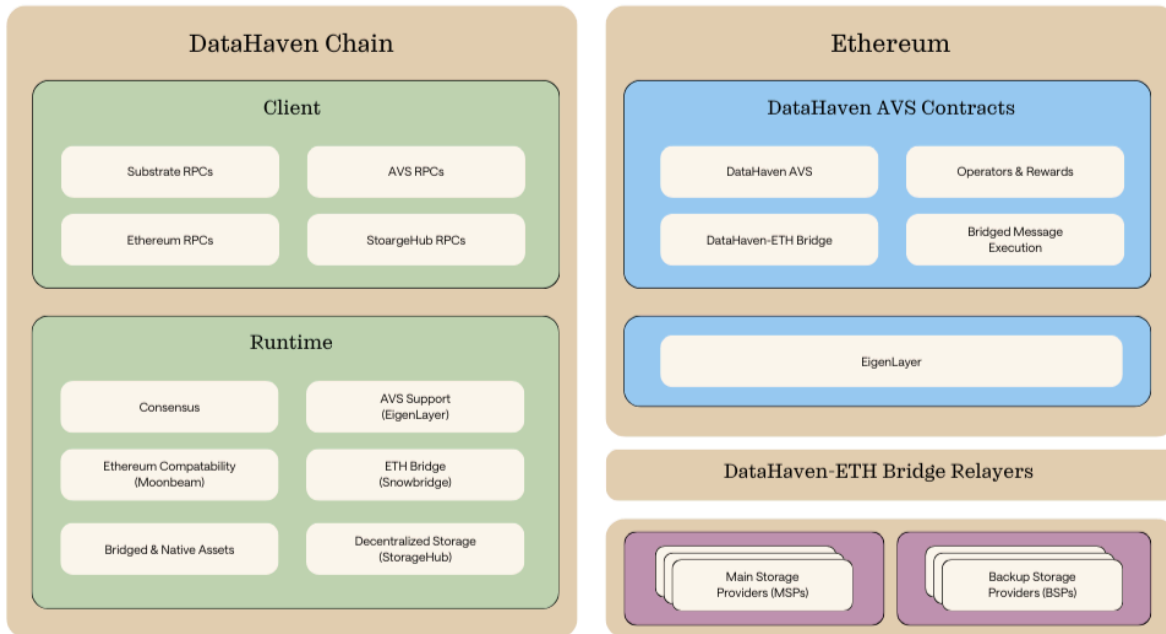 DataHaven Chain
Client
Substrate RPCs
AVS RPCs
Ethereum RPCs
StoargeHub RPCs
Runtime
Consensus
AVS Support
(EigenLayer)
Ethereum Compatability
(Moonbeam)
ETH Bridge
(Snowbridge)
Bridged & Native Assets
Decentralized Storage
(StorageHub)
Ethereum
DataHaven AVS Contracts
DataHaven AVS
Operators & Rewards
DataHaven-ETH Bridge
Bridged Message
Execution
EigenLayer
DataHaven-ETH Bridge Relayers
Main Storage
Providers (MSPs)
Backup Storage
Providers (BSPs)